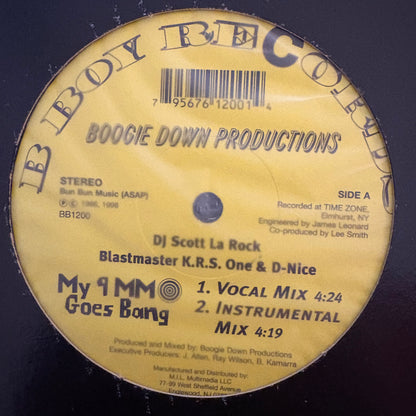 B BOY RECORDS
7 95676 12001 4
BOOGIE DOWN PRODUCTIONS
STEREO
Bun Bun Music (ASAP)
℗ © 1986, 1998
BB1200
SIDE A
Recorded at TIME ZONE,
Elmhurst, NY
Engineered by James Leonard
Co-produced by Lee Smith
DJ Scott La Rock
Blastmaster K.R.S. One & D-Nice
My 9 MM
Goes Bang
1. VOCAL MIX 4:24
2. INSTRUMENTAL
MIX 4:19
Produced and Mixed by: Boogie Down Productions
Executive Producers: J. Allen, Ray Wilson, B. Kamarra
Manufactured and Distributed by:
M.I.L. Multimedia LLC
77-99 West Sheffield Avenue
Englewood, NJ